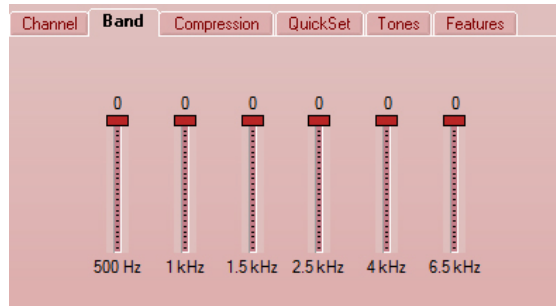 Channel Band Compression QuickSet Tones Features
0 0 0 0 0 0
500 Hz 1 kHz 1.5 kHz 2.5 kHz 4 kHz 6.5 kHz